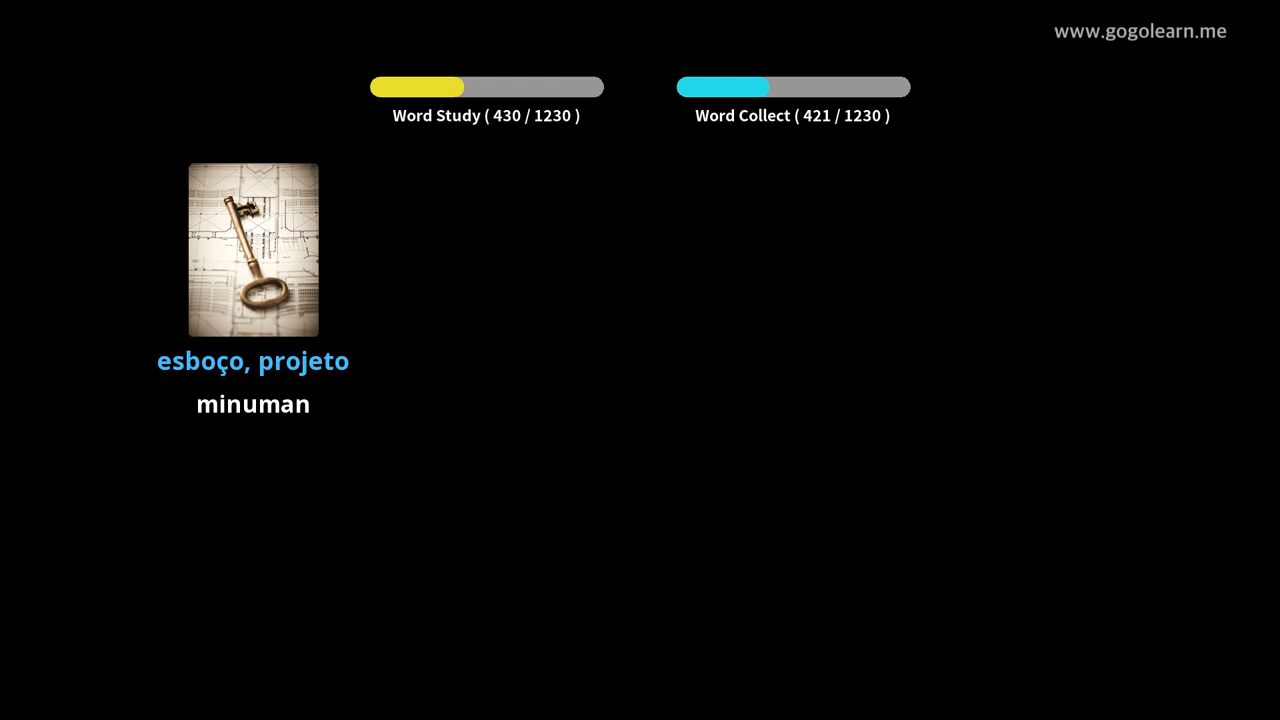 www.gogolearn.me
Word Study ( 430 / 1230 )
Word Collect ( 421 / 1230 )
esboço, projeto
minuman